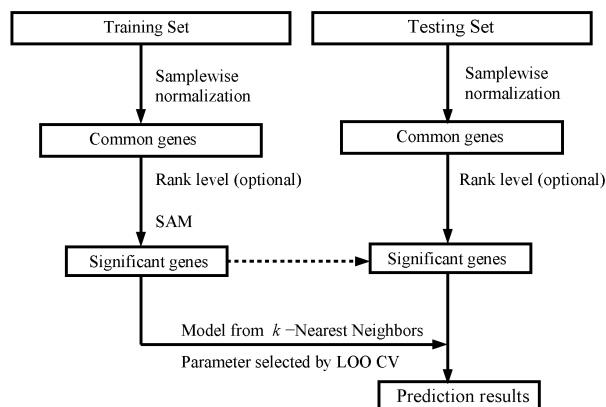 Training Set
Testing Set
Samplewise
normalization
Samplewise
normalization
Common genes
Common genes
Rank level (optional)
Rank level (optional)
SAM
Significant genes
Significant genes
Model from k −Nearest Neighbors
Parameter selected by LOO CV
Prediction results